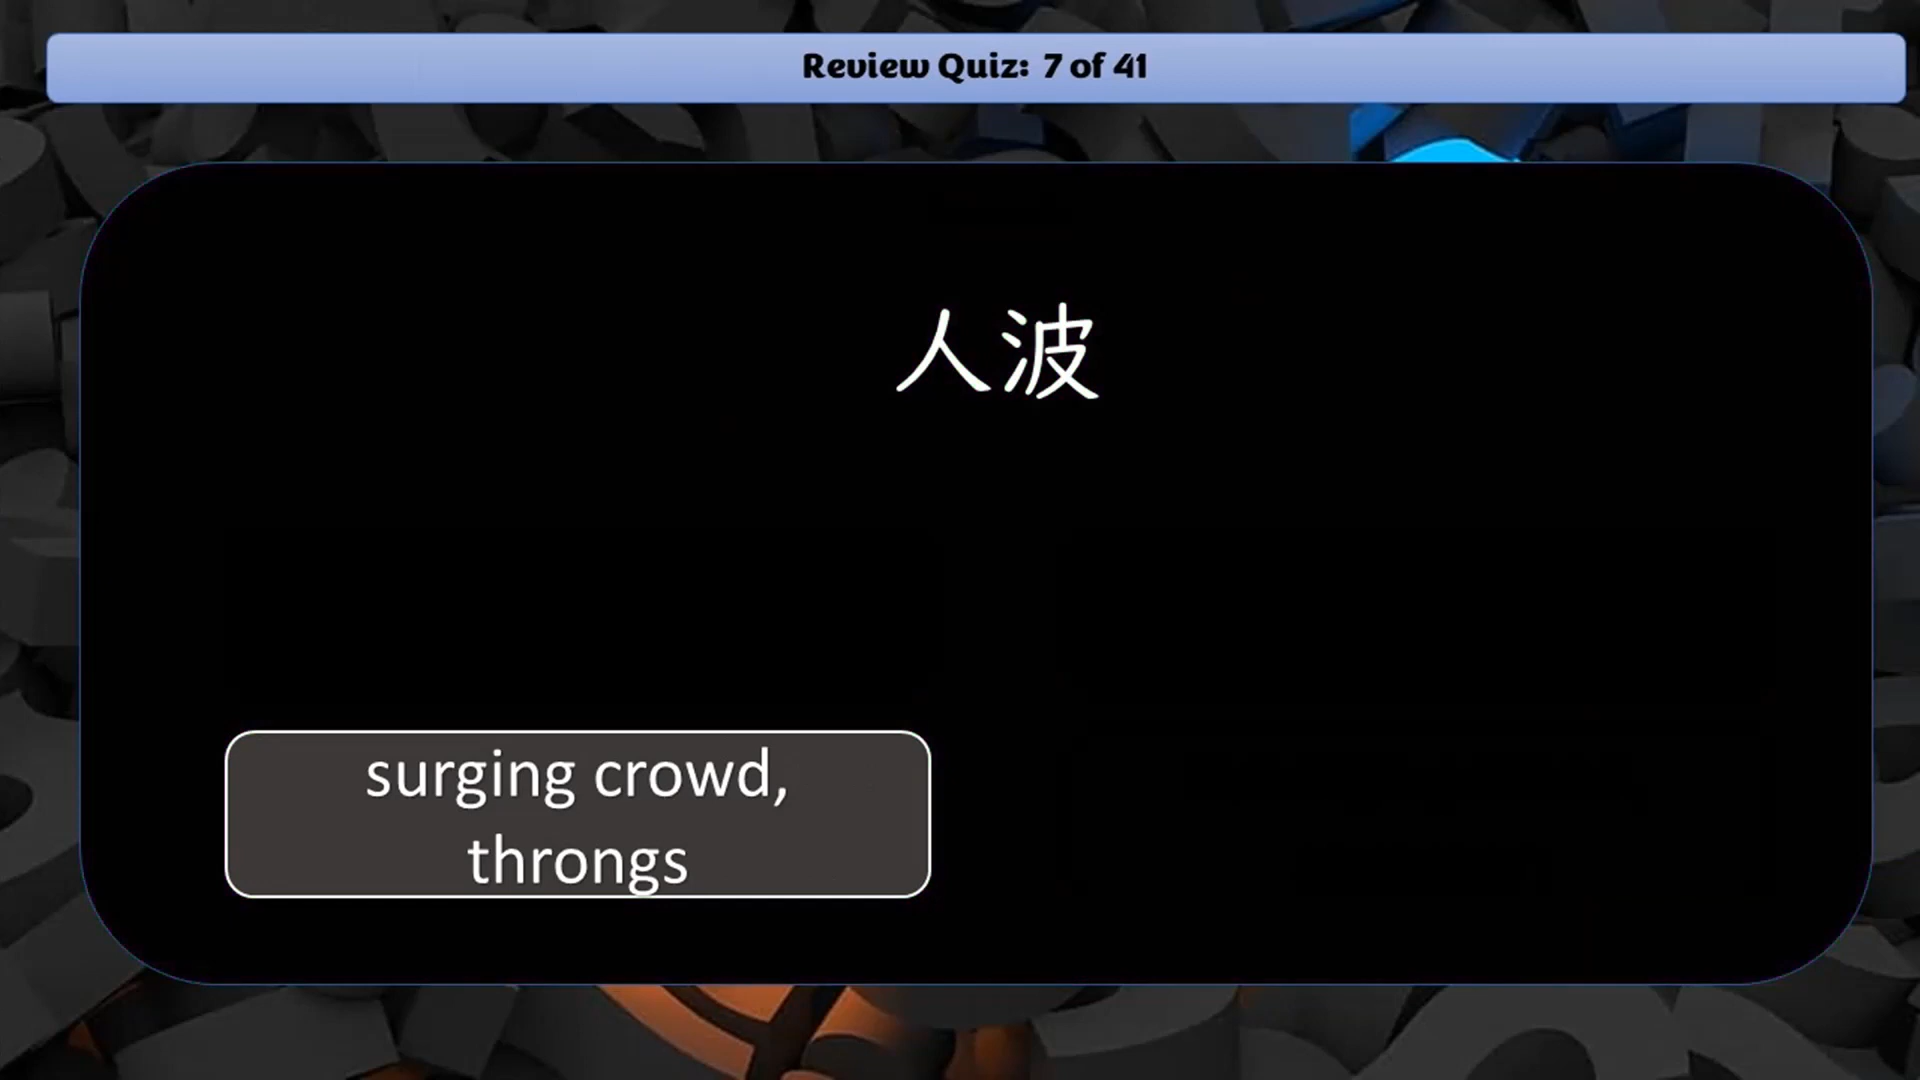 Review Quiz: 7 of 41
人波
surging crowd,
throngs